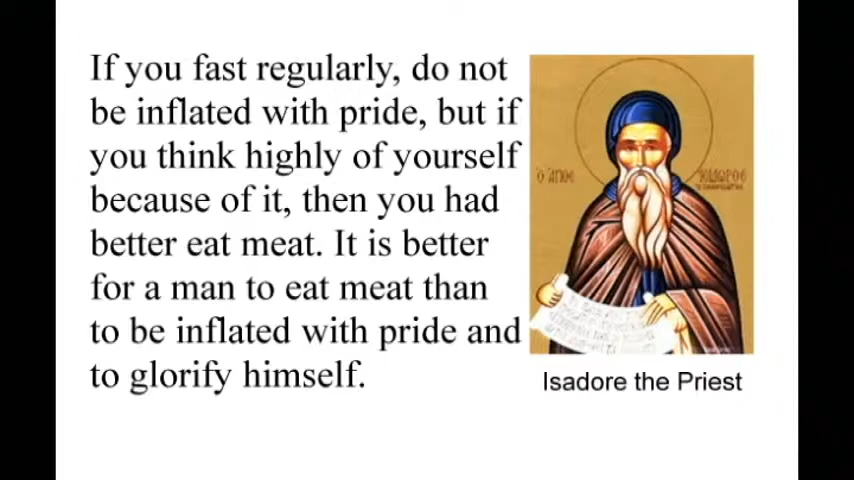 If you fast regularly, do not
be inflated with pride, but if
you think highly of yourself
because of it, then you had
better eat meat. It is better
for a man to eat meat than
to be inflated with pride and
to glorify himself.
Isadore the Priest